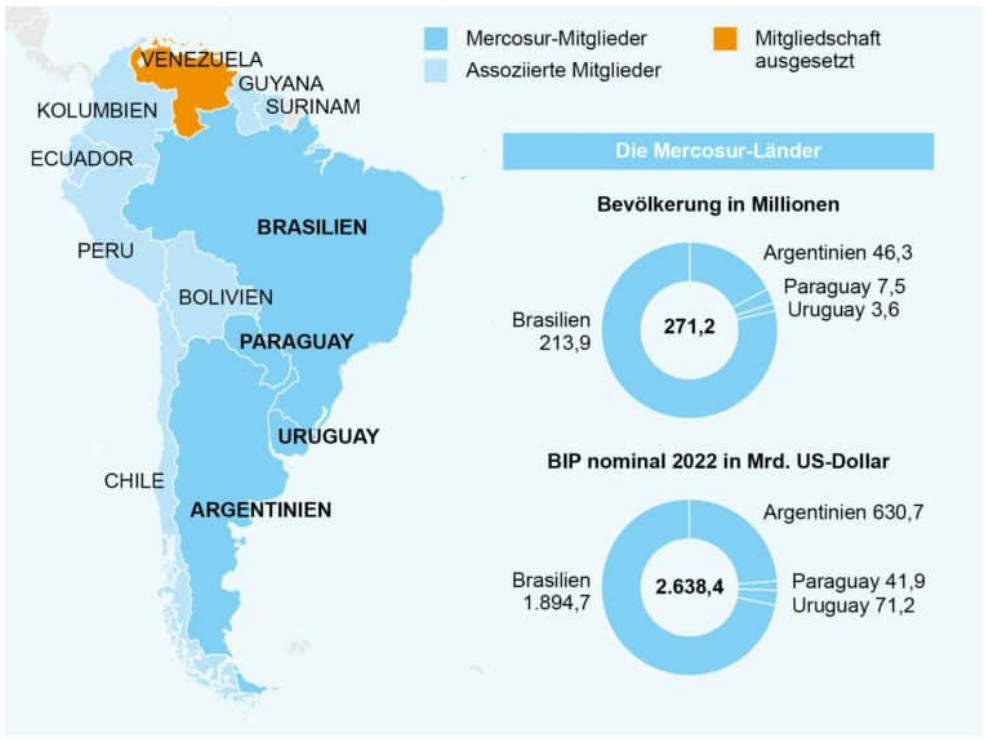 Mercosur-Mitglieder
Assoziierte Mitglieder
Mitgliedschaft
ausgesetzt
VENEZUELA
GUYANA
SURINAM
KOLUMBIEN
ECUADOR
BRASILIEN
PERU
BOLIVIEN
PARAGUAY
URUGUAY
CHILE
ARGENTINIEN
Die Mercosur-Länder
Bevölkerung in Millionen
Argentinien 46,3
Paraguay 7,5
Uruguay 3,6
Brasilien
213,9
271,2
BIP nominal 2022 in Mrd. US-Dollar
Argentinien 630,7
Paraguay 41,9
Uruguay 71,2
Brasilien
1.894,7
2.638,4